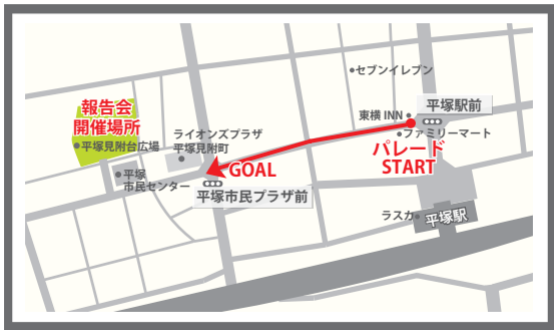 セブンイレブン
東横 INN
平塚駅前
ファミリーマート
パレード
START
報告会
開催場所
平塚見附台広場
ライオンズプラザ
平塚見附町
GOAL
平塚
市民センター
平塚市民プラザ前
ラスカ
平塚駅